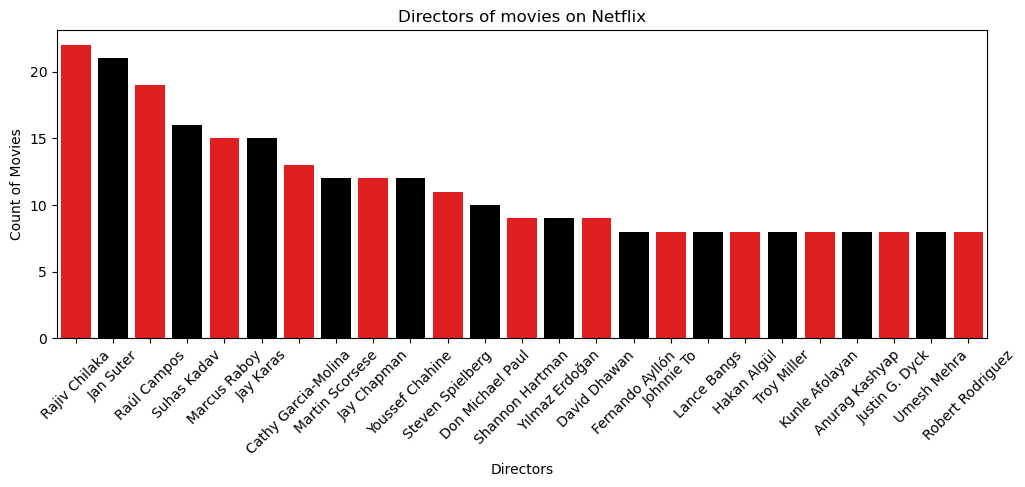 Directors of movies on Netflix
Count of Movies
20
15
10
5
0
Rajiv Chilaka
Jan Suter
Raúl Campos
Suhas Kadav
Marcus Raboy
Jay Karas
Cathy Garcia-Molina
Martin Scorsese
Jay Chapman
Youssef Chahine
Steven Spielberg
Don Michael Paul
Shannon Hartman
Yılmaz Erdoğan
David Dhawan
Fernando Ayllón
Johnnie To
Lance Bangs
Hakan Algül
Troy Miller
Kunle Afolayan
Anurag Kashyap
Justin G. Dyck
Umesh Mehra
Robert Rodriguez
Directors